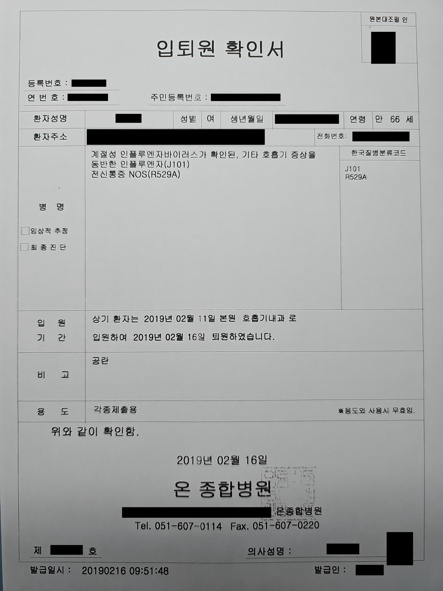 원본대조필 인
입퇴원 확인서
등록번호 :
연 번호 : 주민등록번호 :
환자성명 성별 여 생년월일 연령 만 66 세
환자주소 전화번호:
병 명
계절성 인플루엔자바이러스가 확인된, 기타 호흡기 증상을
동반한 인플루엔자(J101)
전신통증 NOS(R529A)
한국질병분류코드
J101
R529A
임상적 추정
최 종 진 단
입 원 기 간
상기 환자는 2019년 02월 11일 본원 호흡기내과 로
입원하여 2019년 02월 16일 퇴원하였습니다.
비 고 공란
용 도 각종제출용 ※용도외 사용시 무효임.
위와 같이 확인함.
2019년 02월 16일
온 종합병원
온종합병원
Tel. 051-607-0114 Fax. 051-607-0220
제 호 의사성명 :
발급일시 : 20190216 09:51:48 발급인 :